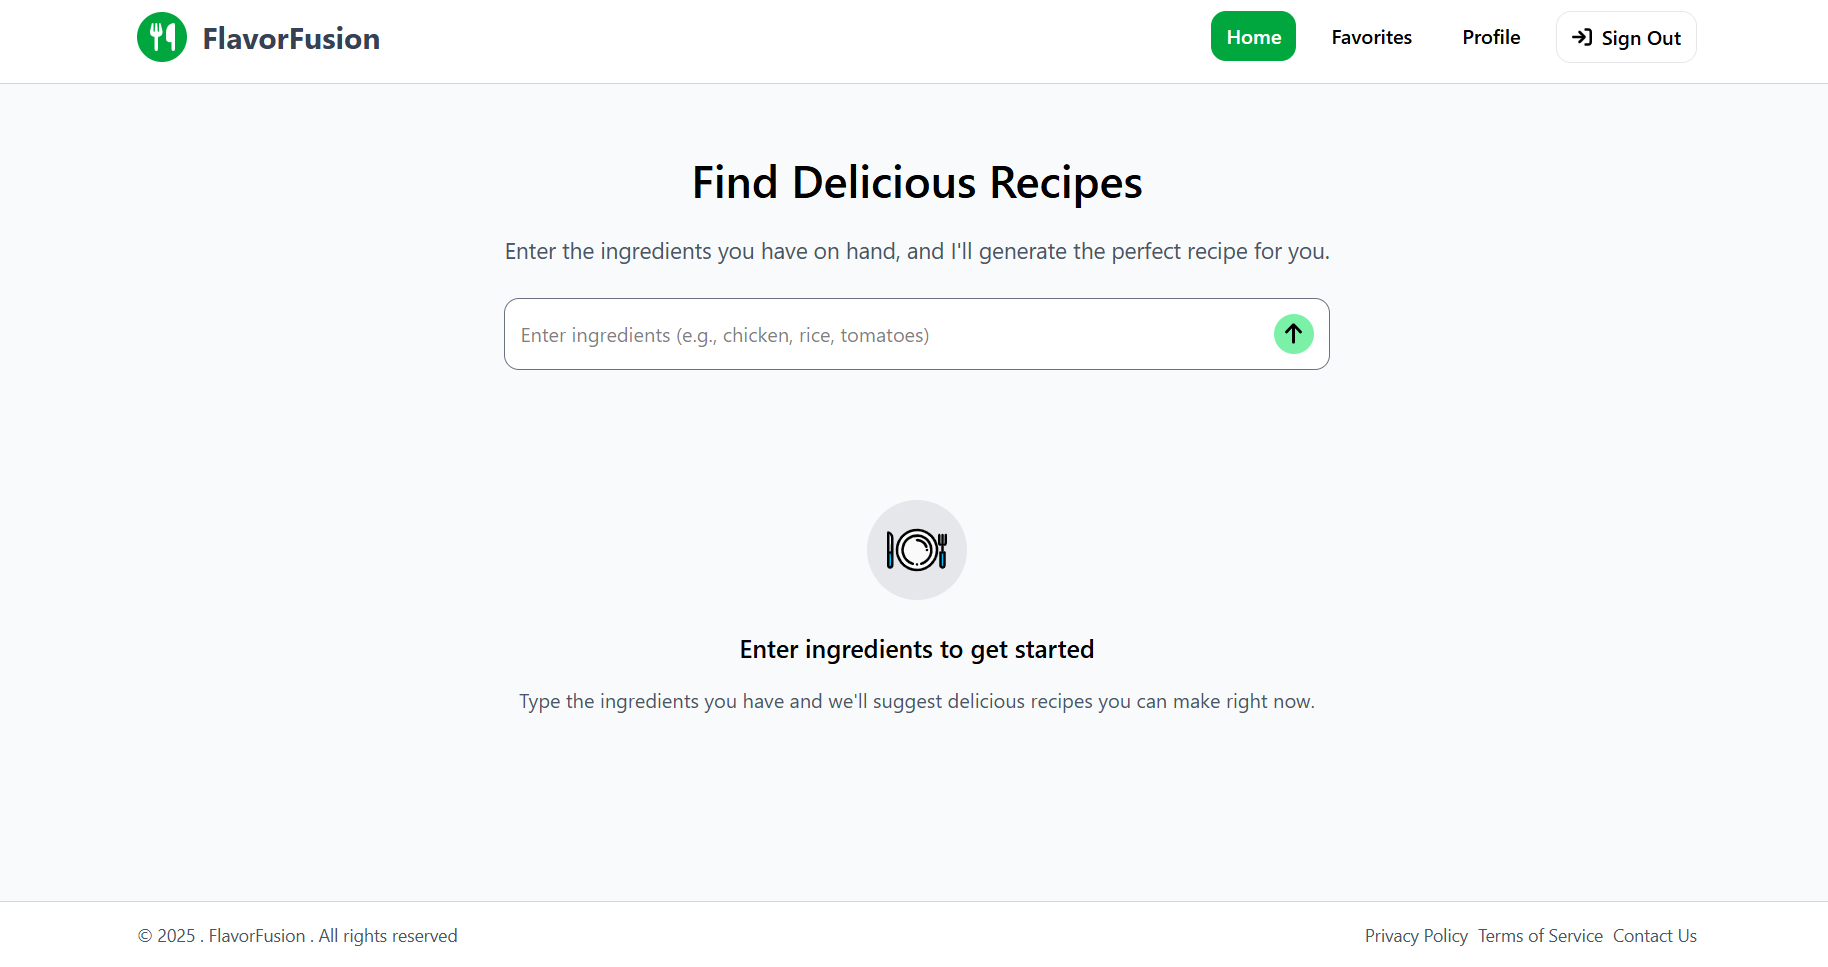 FlavorFusion
Home
Favorites
Profile
Sign Out
Find Delicious Recipes
Enter the ingredients you have on hand, and I'll generate the perfect recipe for you.
Enter ingredients (e.g., chicken, rice, tomatoes)
Enter ingredients to get started
Type the ingredients you have and we'll suggest delicious recipes you can make right now.
© 2025 . FlavorFusion . All rights reserved
Privacy Policy Terms of Service Contact Us